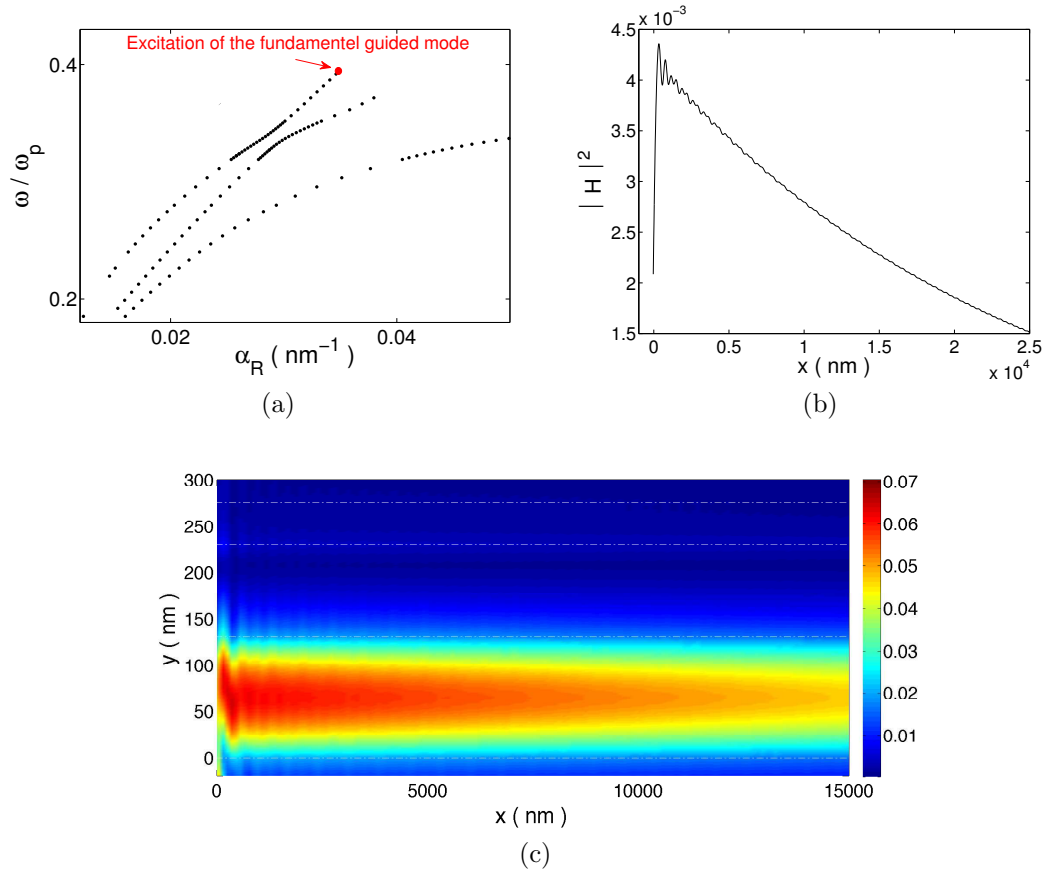 Excitation of the fundamentel guided mode
0.4
0.2
ω / ω_p
0.02
0.04
α_R ( nm⁻¹ )
(a)
x 10⁻³
4.5
4
3.5
3
2.5
2
1.5
| H |²
0
0.5
1
1.5
2
2.5
x ( nm )
x 10⁴
(b)
300
250
200
150
100
50
0
y ( nm )
0
5000
10000
15000
x ( nm )
0.07
0.06
0.05
0.04
0.03
0.02
0.01
(c)